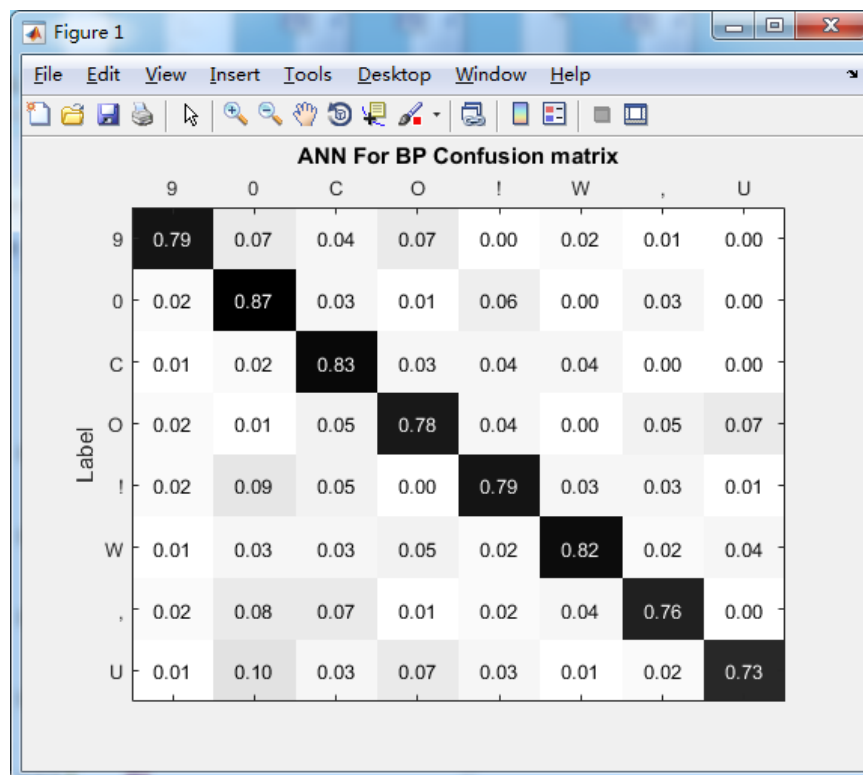 Figure 1
File Edit View Insert Tools Desktop Window Help
ANN For BP Confusion matrix
9 0 C O ! W , U
9 0.79 0.07 0.04 0.07 0.00 0.02 0.01 0.00
0 0.02 0.87 0.03 0.01 0.06 0.00 0.03 0.00
C 0.01 0.02 0.83 0.03 0.04 0.04 0.00 0.00
O 0.02 0.01 0.05 0.78 0.04 0.00 0.05 0.07
Label
! 0.02 0.09 0.05 0.00 0.79 0.03 0.03 0.01
W 0.01 0.03 0.03 0.05 0.02 0.82 0.02 0.04
, 0.02 0.08 0.07 0.01 0.02 0.04 0.76 0.00
U 0.01 0.10 0.03 0.07 0.03 0.01 0.02 0.73